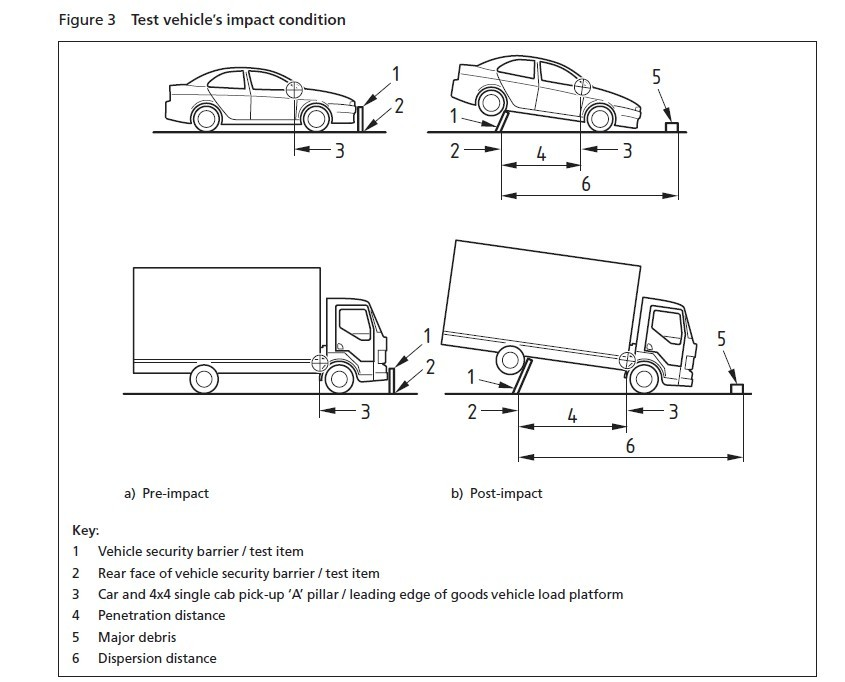 Figure 3 Test vehicle's impact condition
1
2
3
5
1
2
4
3
6
1
2
3
5
1
2
4
3
6
a) Pre-impact
b) Post-impact
Key:
1 Vehicle security barrier / test item
2 Rear face of vehicle security barrier / test item
3 Car and 4x4 single cab pick-up 'A' pillar / leading edge of goods vehicle load platform
4 Penetration distance
5 Major debris
6 Dispersion distance